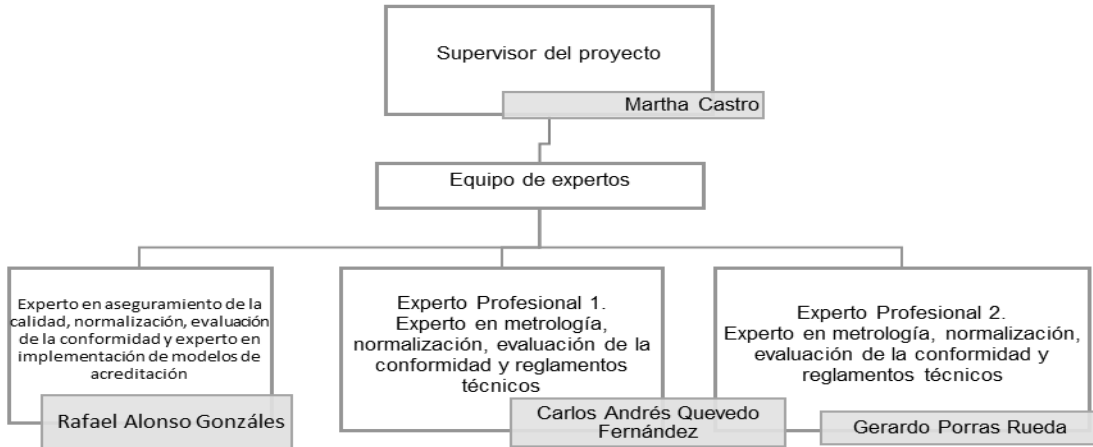 Supervisor del proyecto
Martha Castro
Equipo de expertos
Experto en aseguramiento de la
calidad, normalización, evaluación
de la conformidad y experto en
implementación de modelos de
acreditación
Rafael Alonso Gonzáles
Experto Profesional 1.
Experto en metrología,
normalización, evaluación de la
conformidad y reglamentos
técnicos
Carlos Andrés Quevedo
Fernández
Experto Profesional 2.
Experto en metrología, normalización,
evaluación de la conformidad y
reglamentos técnicos
Gerardo Porras Rueda